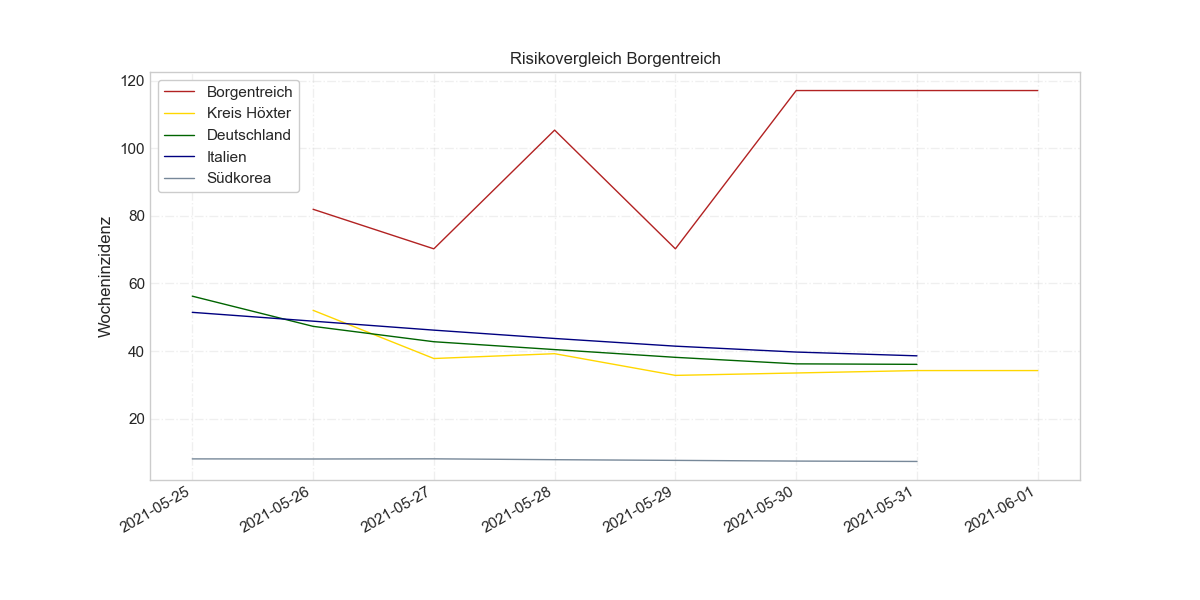 Risikovergleich Borgentreich
Borgentreich
Kreis Höxter
Deutschland
Italien
Südkorea
Wocheninzidenz
120
100
80
60
40
20
2021-05-25
2021-05-26
2021-05-27
2021-05-28
2021-05-29
2021-05-30
2021-05-31
2021-06-01